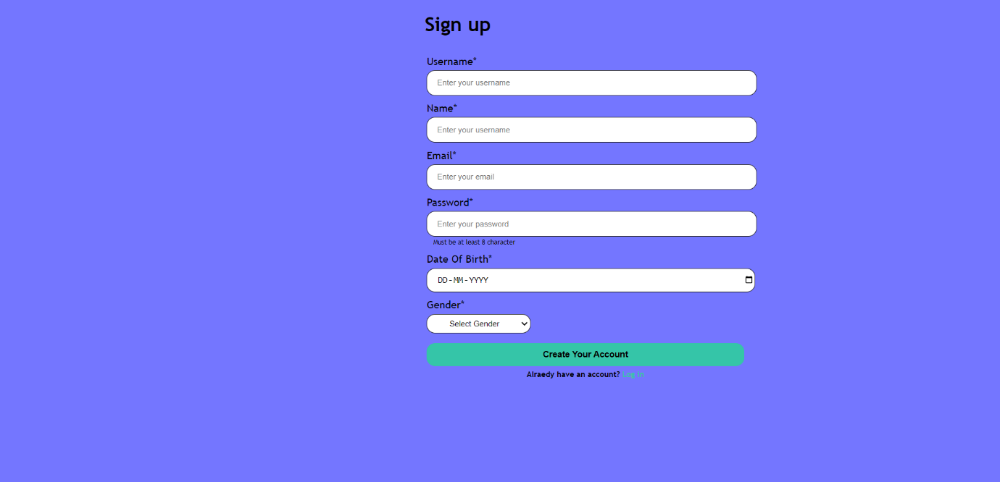 Sign up
Username*
Enter your username
Name*
Enter your username
Email*
Enter your email
Password*
Enter your password
Must be at least 8 character
Date Of Birth*
DD-MM-YYYY
Gender*
Select Gender
Create Your Account
Alraedy have an account? Log in